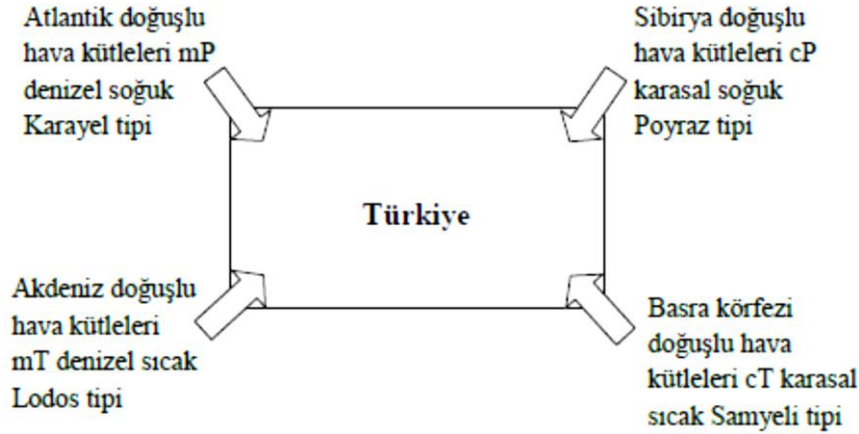 Atlantik doğuşlu
hava kütleleri mP
denizel soğuk
Karayel tipi
Sibirya doğuşlu
hava kütleleri cP
karasal soğuk
Poyraz tipi
Türkiye
Akdeniz doğuşlu
hava kütleleri
mT denizel sıcak
Lodos tipi
Basra körfezi
doğuşlu hava
kütleleri cT karasal
sıcak Samyeli tipi